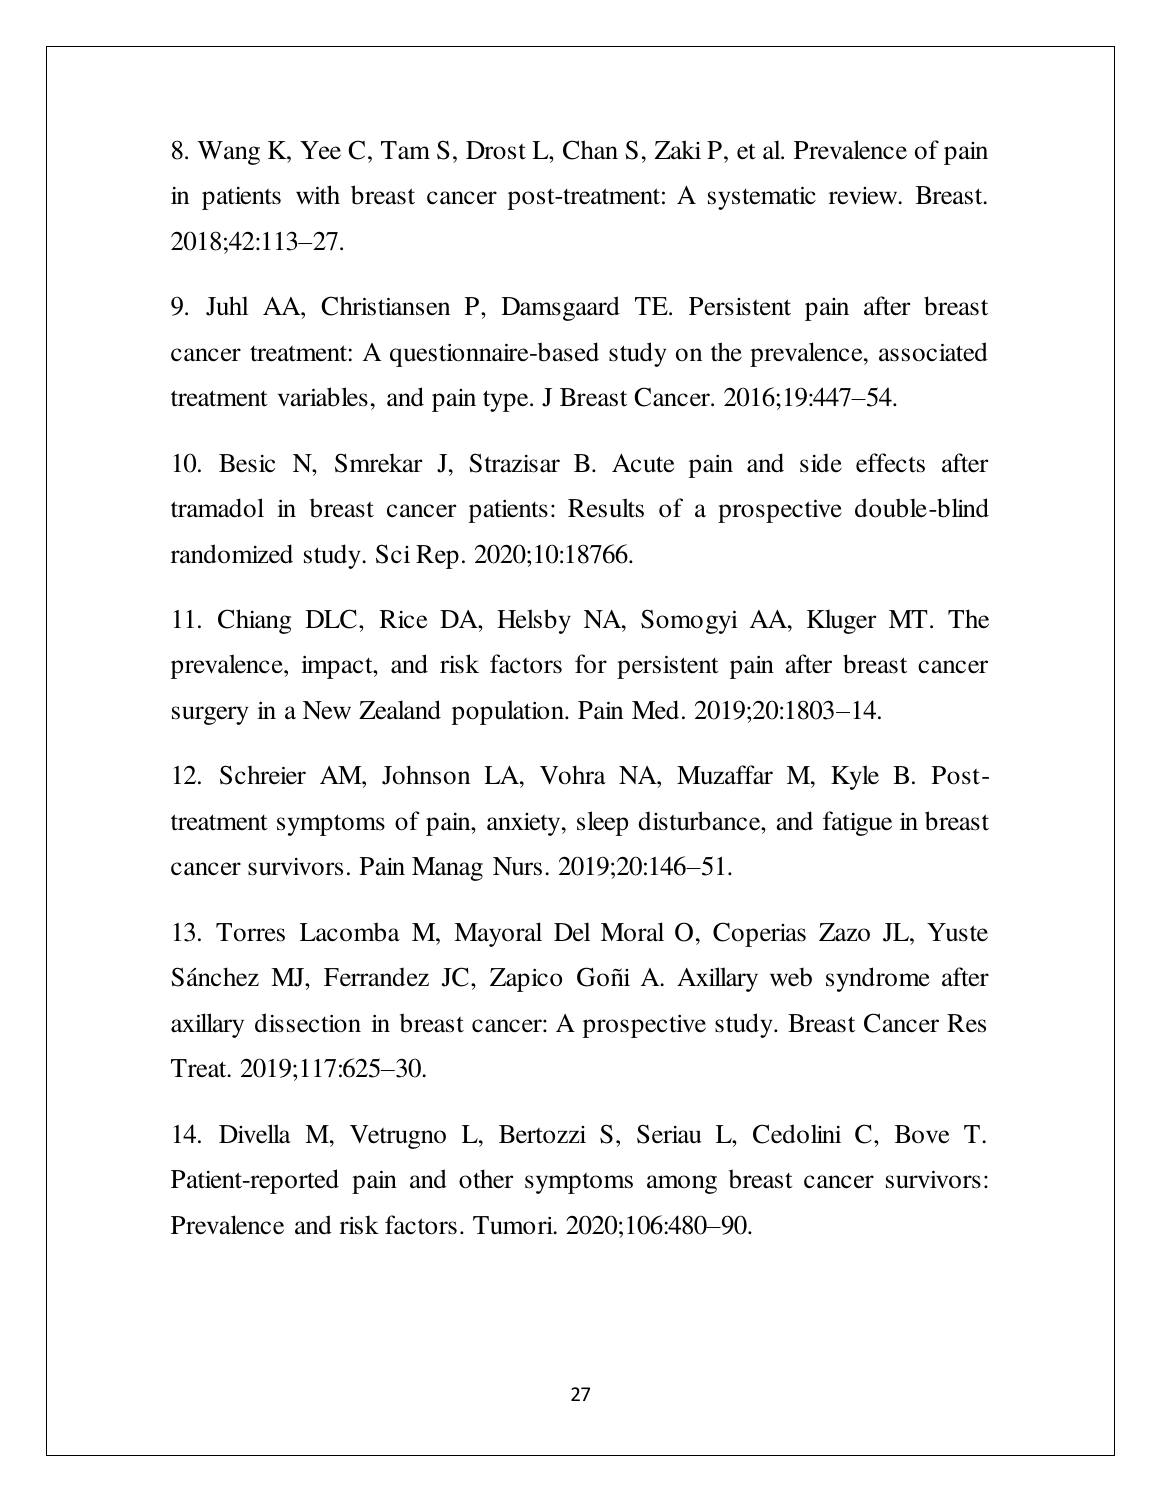 8. Wang K, Yee C, Tam S, Drost L, Chan S, Zaki P, et al. Prevalence of pain
in patients with breast cancer post-treatment: A systematic review. Breast.
2018;42:113–27.
9. Juhl AA, Christiansen P, Damsgaard TE. Persistent pain after breast
cancer treatment: A questionnaire-based study on the prevalence, associated
treatment variables, and pain type. J Breast Cancer. 2016;19:447–54.
10. Besic N, Smrekar J, Strazisar B. Acute pain and side effects after
tramadol in breast cancer patients: Results of a prospective double-blind
randomized study. Sci Rep. 2020;10:18766.
11. Chiang DLC, Rice DA, Helsby NA, Somogyi AA, Kluger MT. The
prevalence, impact, and risk factors for persistent pain after breast cancer
surgery in a New Zealand population. Pain Med. 2019;20:1803–14.
12. Schreier AM, Johnson LA, Vohra NA, Muzaffar M, Kyle B. Post-
treatment symptoms of pain, anxiety, sleep disturbance, and fatigue in breast
cancer survivors. Pain Manag Nurs. 2019;20:146–51.
13. Torres Lacomba M, Mayoral Del Moral O, Coperias Zazo JL, Yuste
Sánchez MJ, Ferrandez JC, Zapico Goñi A. Axillary web syndrome after
axillary dissection in breast cancer: A prospective study. Breast Cancer Res
Treat. 2019;117:625–30.
14. Divella M, Vetrugno L, Bertozzi S, Seriau L, Cedolini C, Bove T.
Patient-reported pain and other symptoms among breast cancer survivors:
Prevalence and risk factors. Tumori. 2020;106:480–90.
27